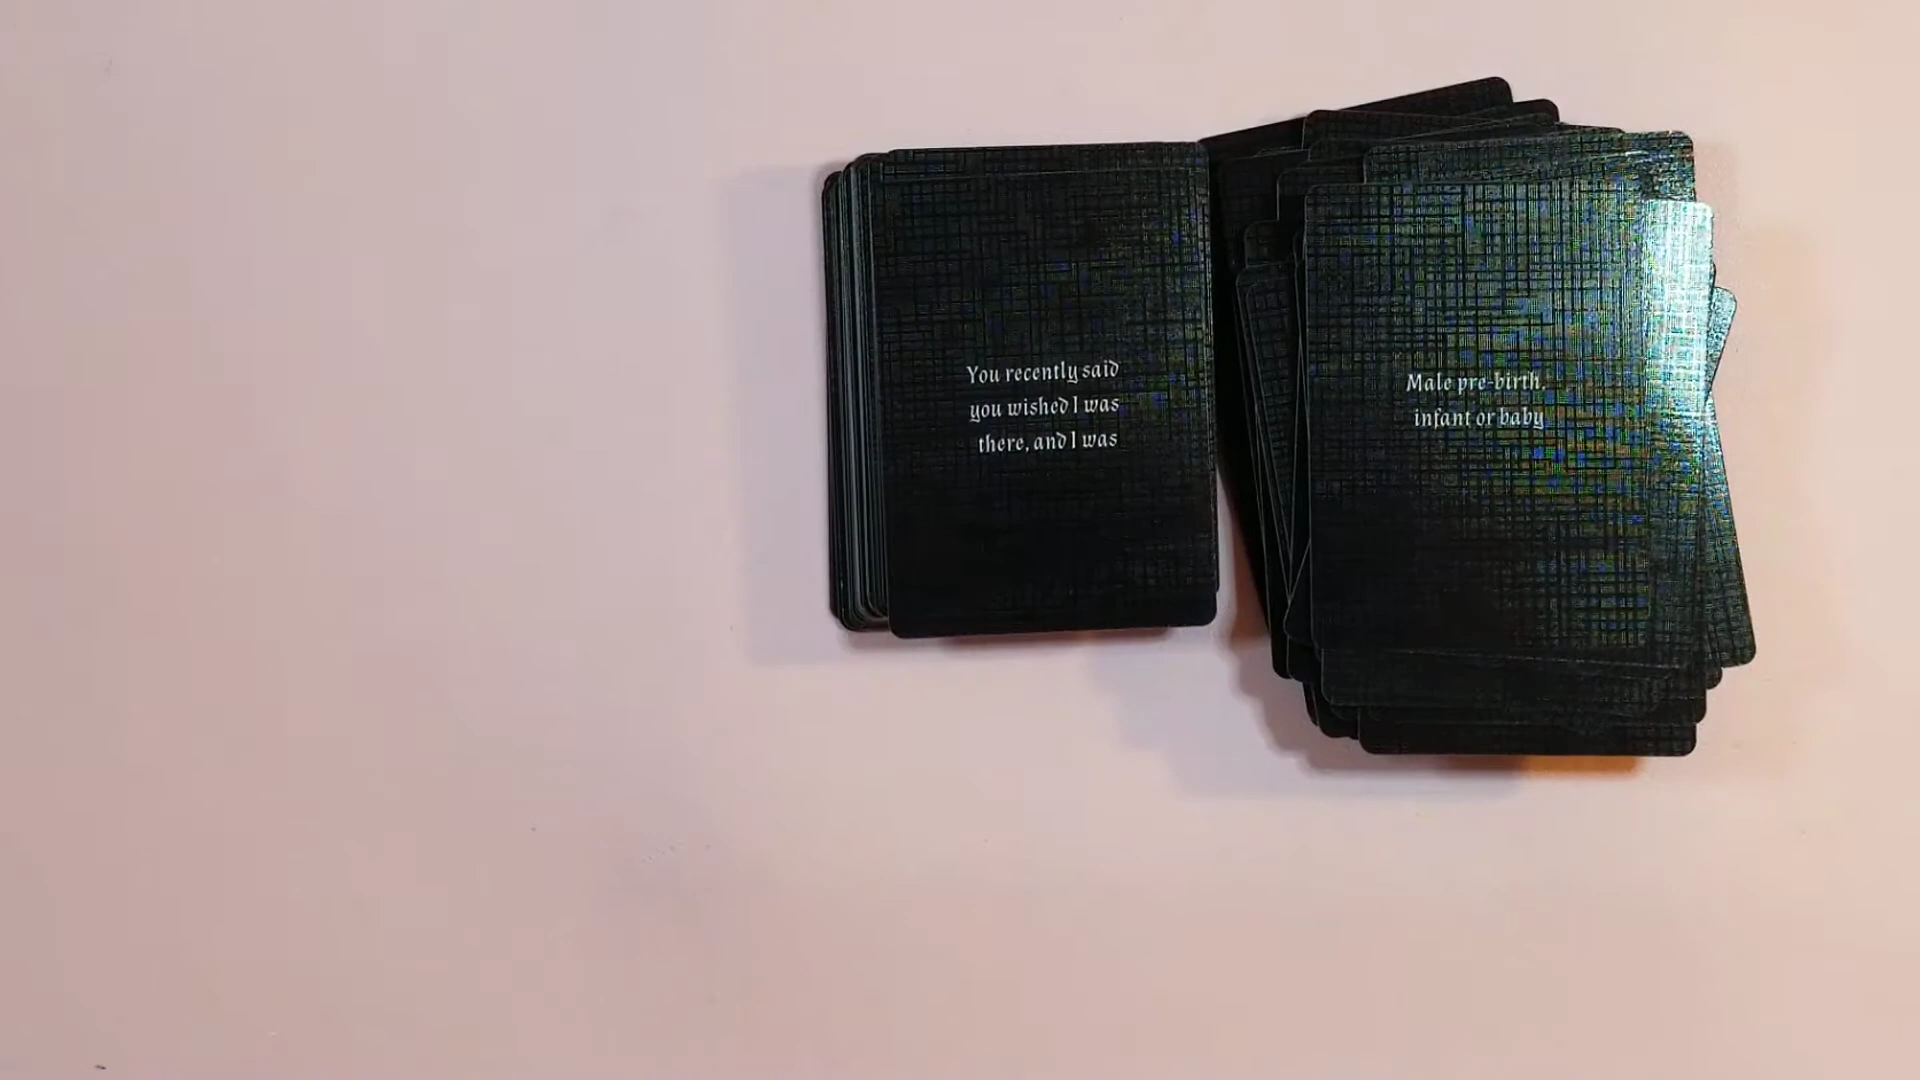 You recently said
you wished I was
there, and I was
Male pre-birth,
infant or baby